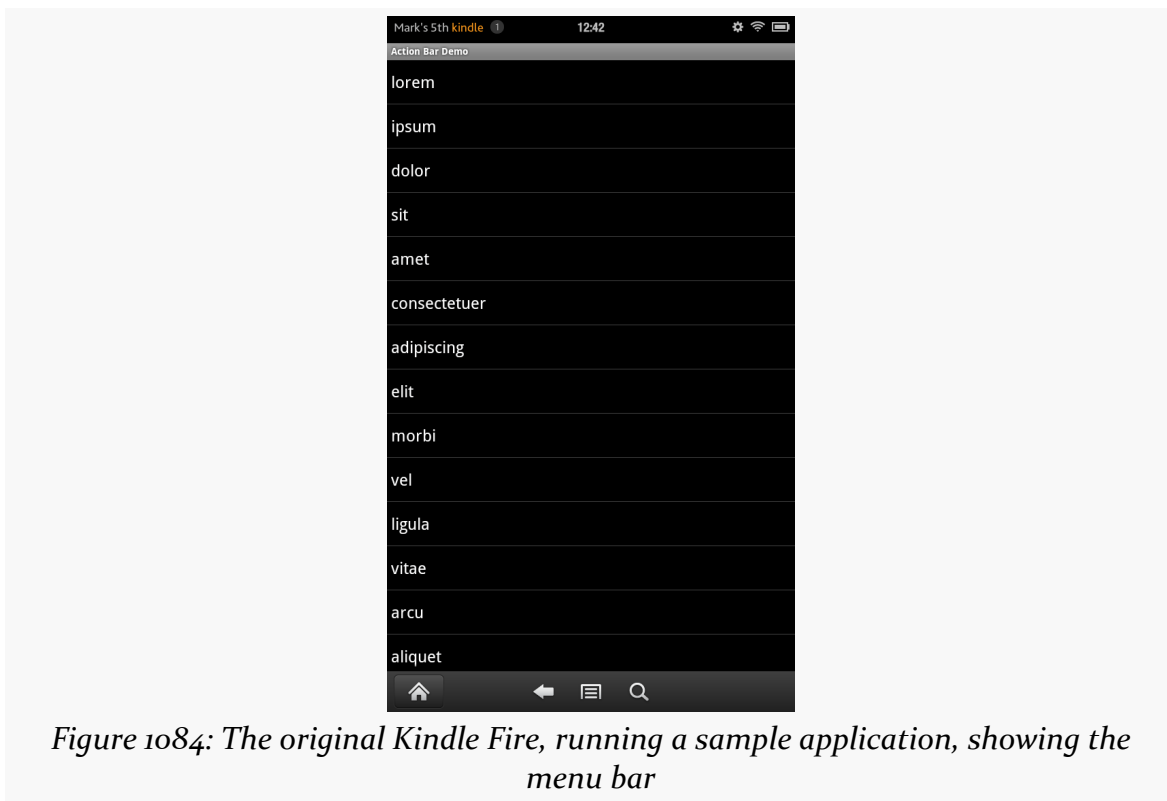 Mark's 5th kindle 1 12:42
Action Bar Demo
lorem
ipsum
dolor
sit
amet
consectetuer
adipiscing
elit
morbi
vel
ligula
vitae
arcu
aliquet
Figure 1084: The original Kindle Fire, running a sample application, showing the
menu bar